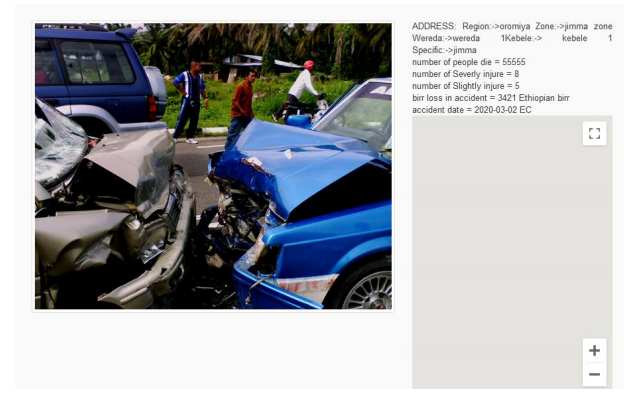 ADDRESS: Region:->oromiya Zone:->jimma zone
Wereda:->wereda 1Kebele:-> kebele 1
Specific:->jimma
number of people die = 55555
number of Severly injure = 8
number of Slightly injure = 5
birr loss in accident = 3421 Ethiopian birr
accident date = 2020-03-02 EC